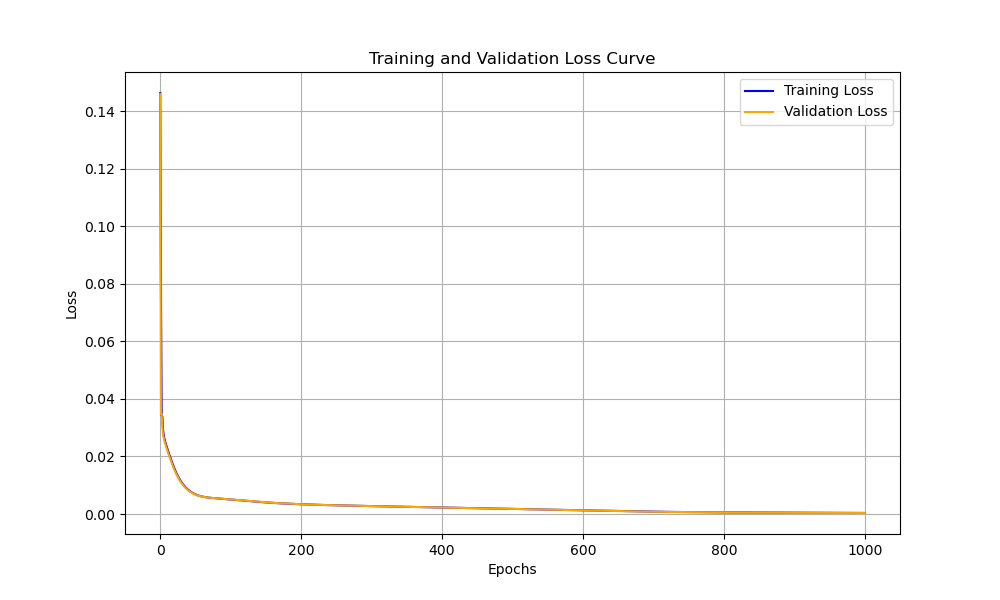 Training and Validation Loss Curve
Training Loss
Validation Loss
0.14
0.12
0.10
0.08
0.06
0.04
0.02
0.00
Loss
0 200 400 600 800 1000
Epochs